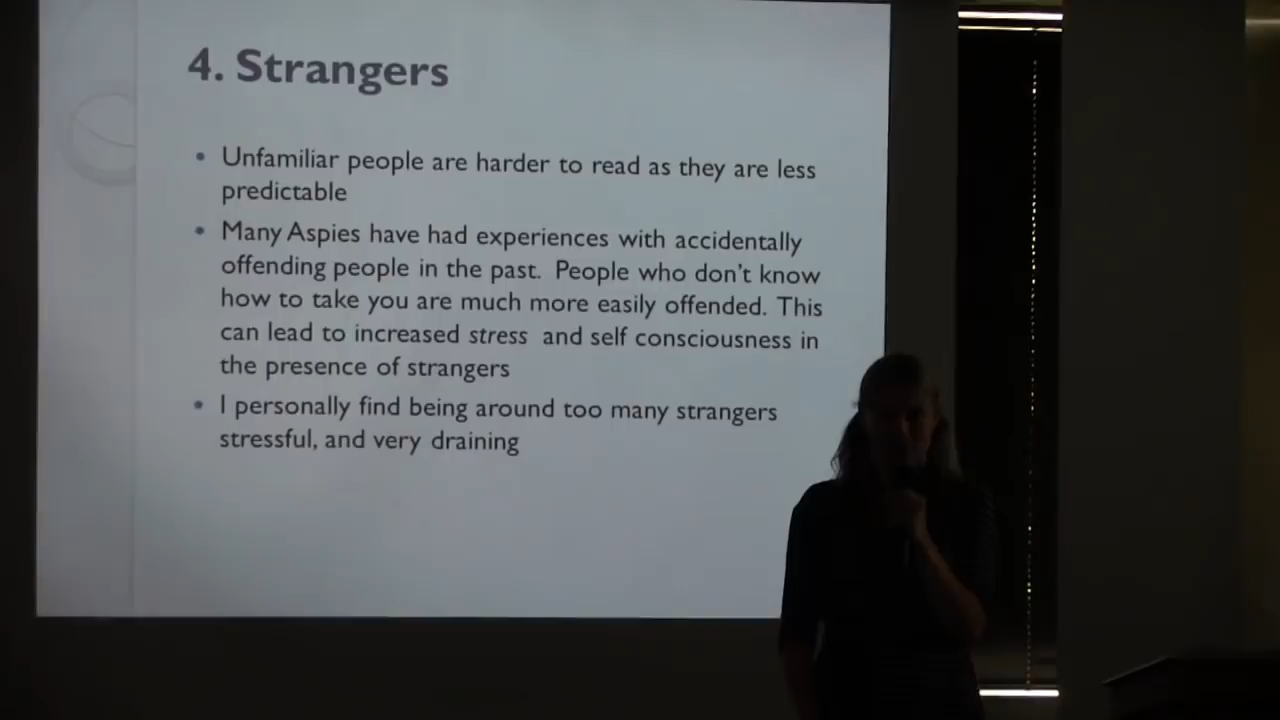 4. Strangers
• Unfamiliar people are harder to read as they are less
predictable
• Many Aspies have had experiences with accidentally
offending people in the past. People who don't know
how to take you are much more easily offended. This
can lead to increased stress and self consciousness in
the presence of strangers
• I personally find being around too many strangers
stressful, and very draining